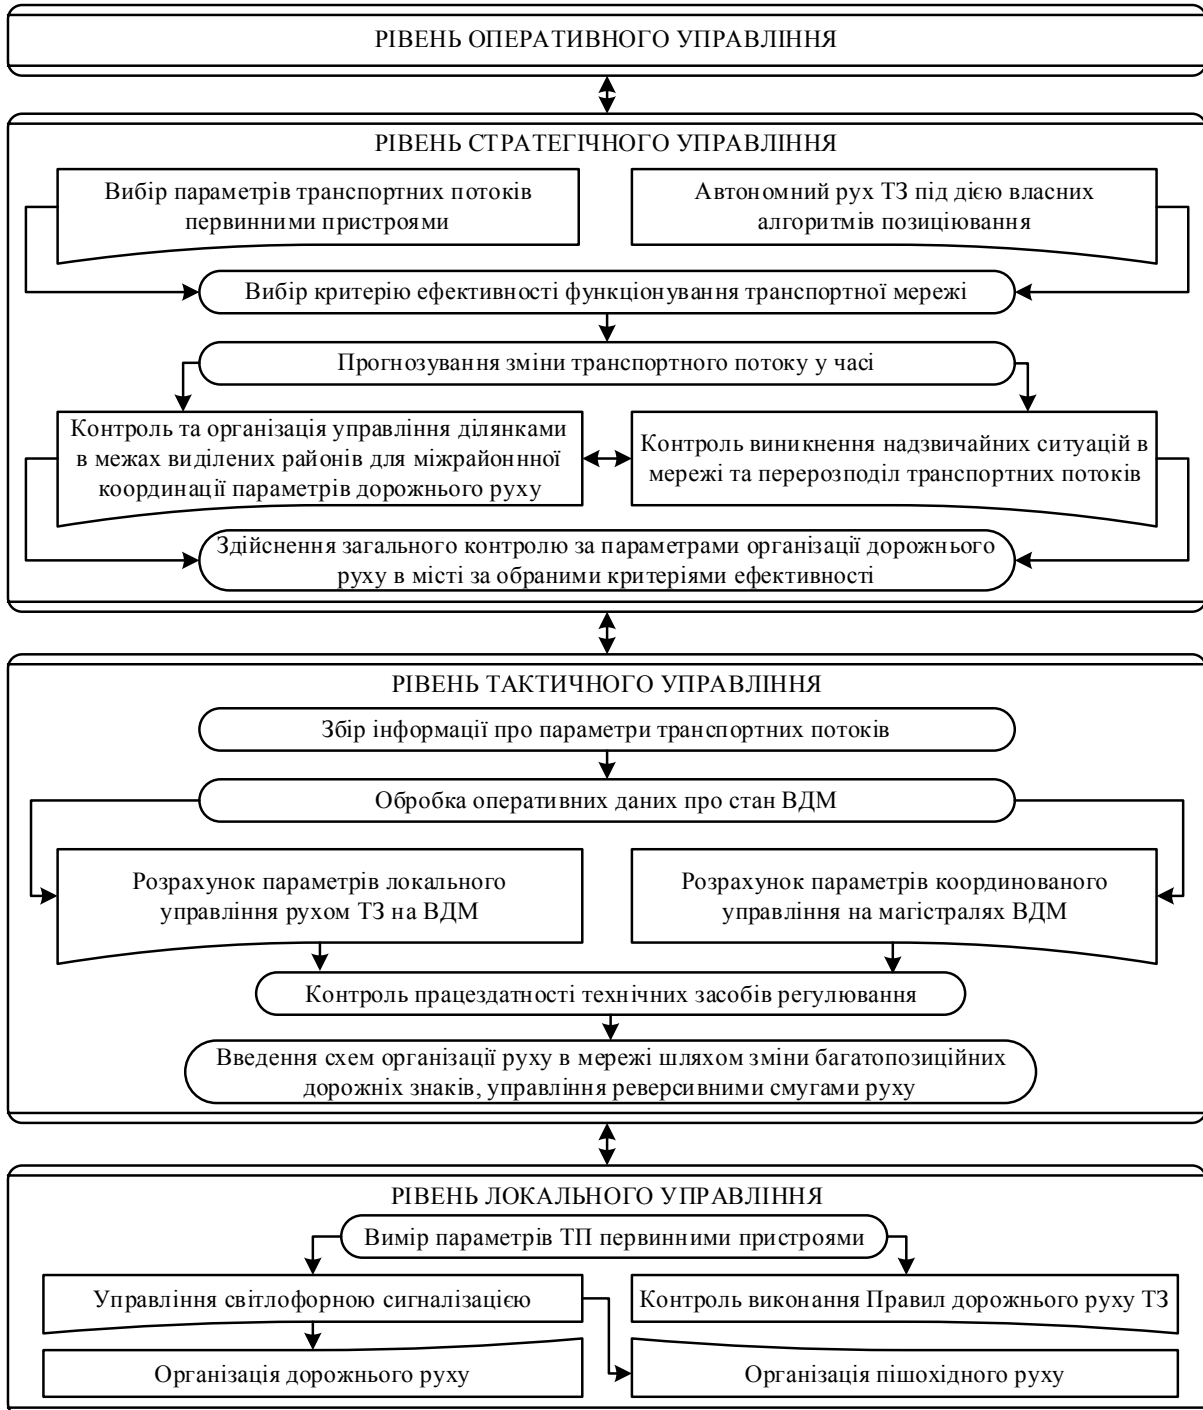 РІВЕНЬ ОПЕРАТИВНОГО УПРАВЛІННЯ
РІВЕНЬ СТРАТЕГІЧНОГО УПРАВЛІННЯ
Вибір параметрів транспортних потоків
первинними пристроями
Автономний рух ТЗ під дією власних
алгоритмів позиціювання
Вибір критерію ефективності функціонування транспортної мережі
Прогнозування зміни транспортного потоку у часі
Контроль та організація управління ділянками
в межах виділених районів для міжрайоннної
координації параметрів дорожнього руху
Контроль виникнення надзвичайних ситуацій в
мережі та перерозподіл транспортних потоків
Здійснення загального контролю за параметрами організації дорожнього
руху в місті за обраними критеріями ефективності
РІВЕНЬ ТАКТИЧНОГО УПРАВЛІННЯ
Збір інформації про параметри транспортних потоків
Обробка оперативних даних про стан ВДМ
Розрахунок параметрів локального
управління рухом ТЗ на ВДМ
Розрахунок параметрів координованого
управління на магістралях ВДМ
Контроль працездатності технічних засобів регулювання
Введення схем організації руху в мережі шляхом зміни багатопозиційних
дорожніх знаків, управління реверсивними смугами руху
РІВЕНЬ ЛОКАЛЬНОГО УПРАВЛІННЯ
Вимір параметрів ТП первинними пристроями
Управління світлофорною сигналізацією
Контроль виконання Правил дорожнього руху ТЗ
Організація дорожнього руху
Організація пішохідного руху